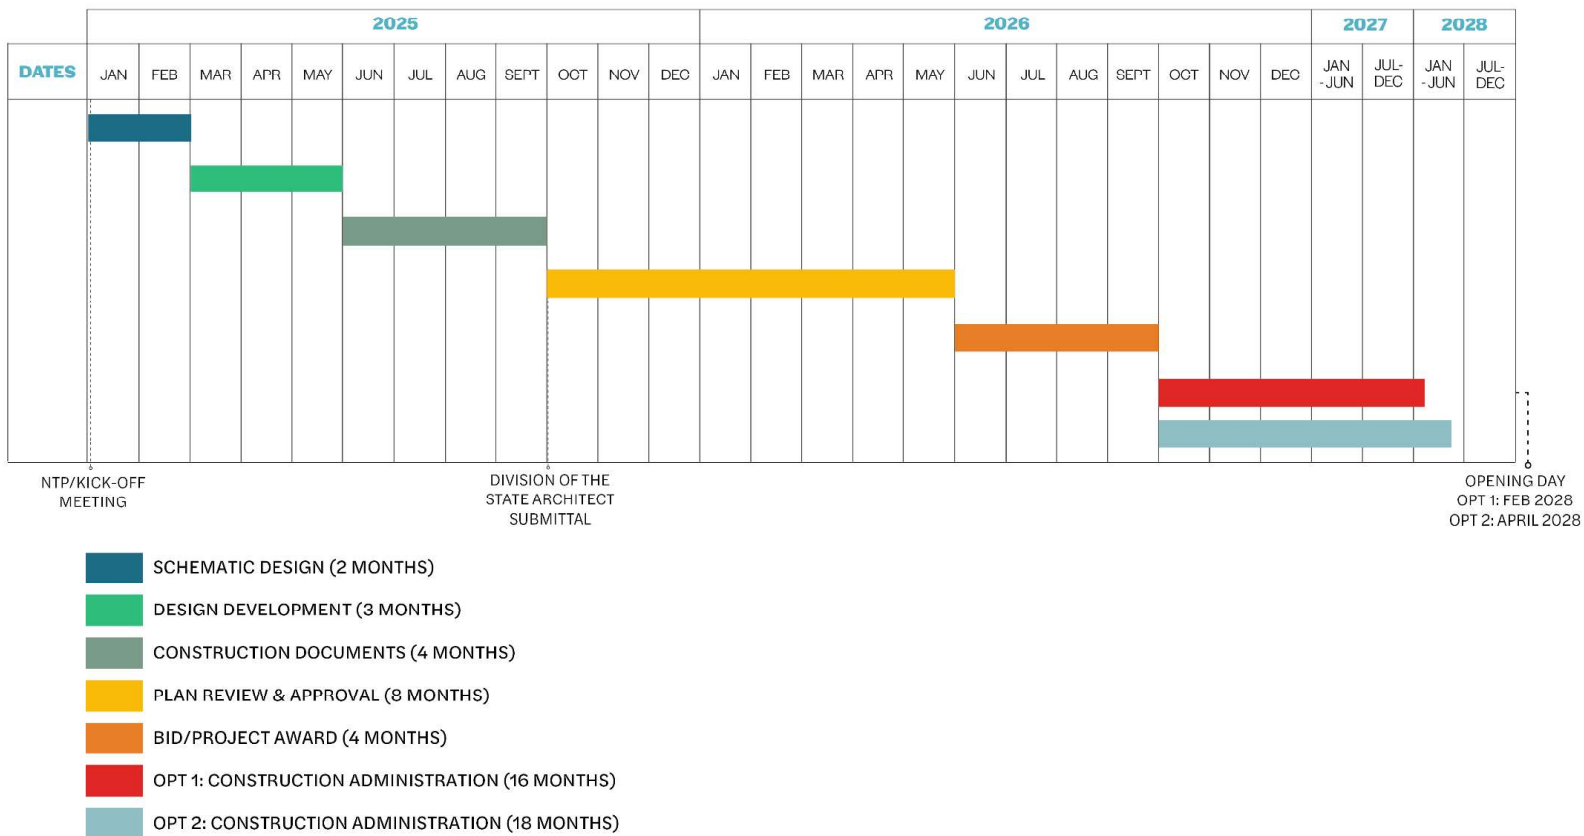 2025 2026 2027 2028
DATES JAN FEB MAR APR MAY JUN JUL AUG SEPT OCT NOV DEC JAN FEB MAR APR MAY JUN JUL AUG SEPT OCT NOV DEC JAN JUL- JAN JUL-
-JUN DEC -JUN DEC
NTP/KICK-OFF
MEETING
DIVISION OF THE
STATE ARCHITECT
SUBMITTAL
OPENING DAY
OPT 1: FEB 2028
OPT 2: APRIL 2028
SCHEMATIC DESIGN (2 MONTHS)
DESIGN DEVELOPMENT (3 MONTHS)
CONSTRUCTION DOCUMENTS (4 MONTHS)
PLAN REVIEW & APPROVAL (8 MONTHS)
BID/PROJECT AWARD (4 MONTHS)
OPT 1: CONSTRUCTION ADMINISTRATION (16 MONTHS)
OPT 2: CONSTRUCTION ADMINISTRATION (18 MONTHS)